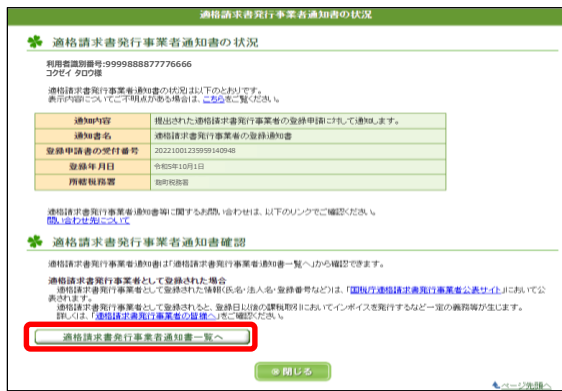 適格請求書発行事業者通知書の状況
適格請求書発行事業者通知書の状況
利用者識別番号:9999888877776666
コクゼイ タロウ様
適格請求書発行事業者通知書の状況は以下のとおりです。
表示内容についてご不明点がある場合は、こちらをご覧ください。
通知内容 提出された適格請求書発行事業者の登録申請に対して通知します。
通知書名 適格請求書発行事業者の登録通知書
登録申請書の受付番号 20221001235959140948
登録年月日 令和5年10月1日
所轄税務署 麹町税務署
適格請求書発行事業者通知書等に関するお問い合わせは、以下のリンクでご確認ください。
問い合わせ先について
適格請求書発行事業者通知書確認
適格請求書発行事業者通知書は「適格請求書発行事業者通知書一覧へ」から確認できます。
適格請求書発行事業者として登録された場合
適格請求書発行事業者として登録された情報(氏名・法人名・登録番号など)は、「国税庁適格請求書発行事業者公表サイト」において公
表されます。
適格請求書発行事業者として登録されると、登録日以後の課税取引においてインボイスを発行するなど一定の義務等が生じます。
詳しくは、「適格請求書発行事業者の皆様へ」をご確認ください。
適格請求書発行事業者通知書一覧へ
閉じる
ページ先頭へ